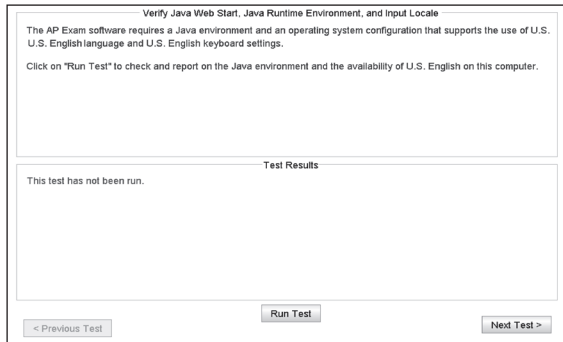 Verify Java Web Start, Java Runtime Environment, and Input Locale
The AP Exam software requires a Java environment and an operating system configuration that supports the use of U.S.
U.S. English language and U.S. English keyboard settings.
Click on "Run Test" to check and report on the Java environment and the availability of U.S. English on this computer.
Test Results
This test has not been run.
Run Test
< Previous Test
Next Test >